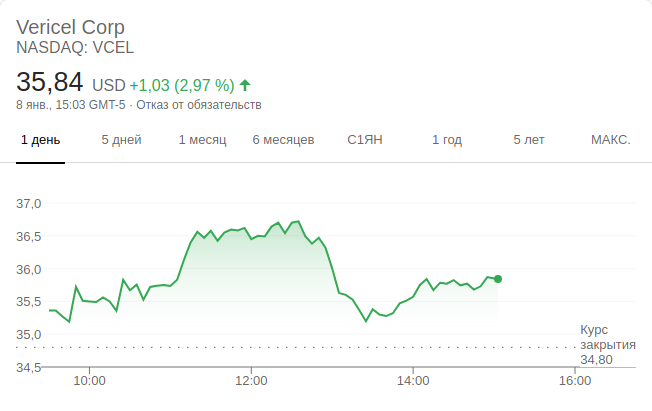 Vericel Corp
NASDAQ: VCEL
35,84 USD +1,03 (2,97 %)
8 янв., 15:03 GMT-5 · Отказ от обязательств
1 день 5 дней 1 месяц 6 месяцев С1ЯН 1 год 5 лет МАКС.
37,0
36,5
36,0
35,5
35,0
Курс
закрытия
34,80
34,5
10:00 12:00 14:00 16:00